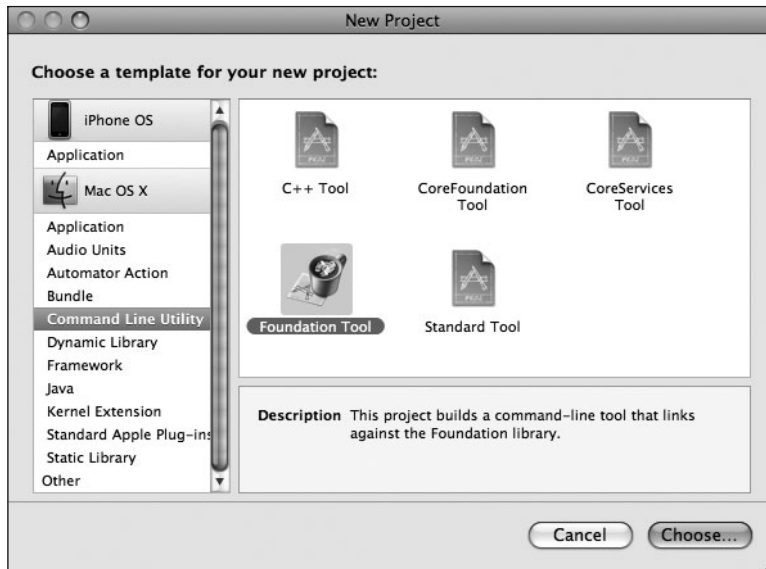 New Project
Choose a template for your new project:
iPhone OS
Application
Mac OS X
Application
Audio Units
Automator Action
Bundle
Command Line Utility
Dynamic Library
Framework
Java
Kernel Extension
Standard Apple Plug-ins
Static Library
Other
C++ Tool
CoreFoundation
Tool
CoreServices
Tool
Foundation Tool
Standard Tool
Description This project builds a command-line tool that links
against the Foundation library.
Cancel
Choose...